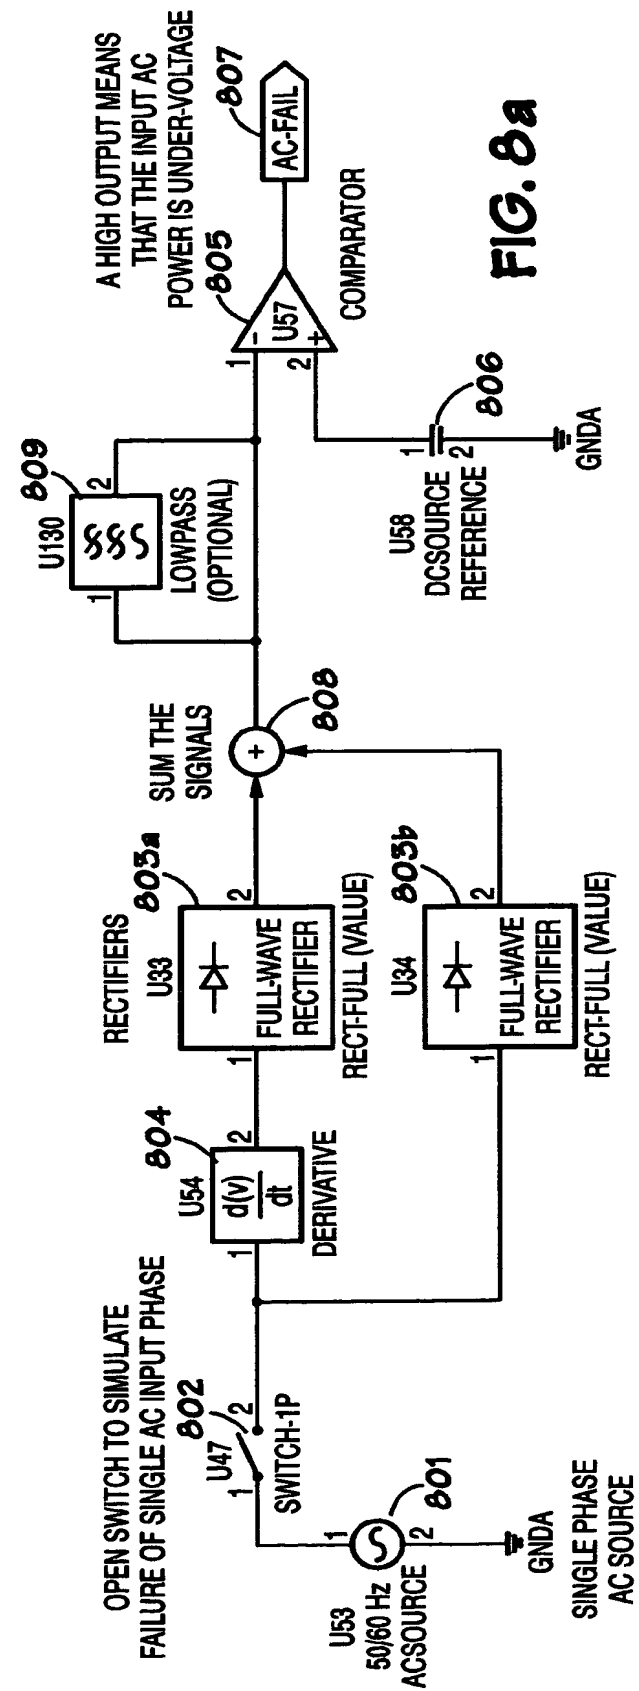 OPEN SWITCH TO SIMULATE
FAILURE OF SINGLE AC INPUT PHASE
U47
802
1
2
SWITCH-1P
U53
50/60 Hz
ACSOURCE
1
2
801
GNDA
SINGLE PHASE
AC SOURCE
U54
804
1
2
d(v)
dt
DERIVATIVE
RECTIFIERS
U33
803a
1
2
FULL-WAVE
RECTIFIER
RECT-FULL (VALUE)
U34
803b
1
2
FULL-WAVE
RECTIFIER
RECT-FULL (VALUE)
SUM THE
SIGNALS
+
808
U130
809
1
2
LOWPASS
(OPTIONAL)
U58
DCSOURCE
REFERENCE
1
2
806
GNDA
A HIGH OUTPUT MEANS
THAT THE INPUT AC
POWER IS UNDER-VOLTAGE
805
1
2
-
+
U57
COMPARATOR
807
AC-FAIL
FIG. 8a